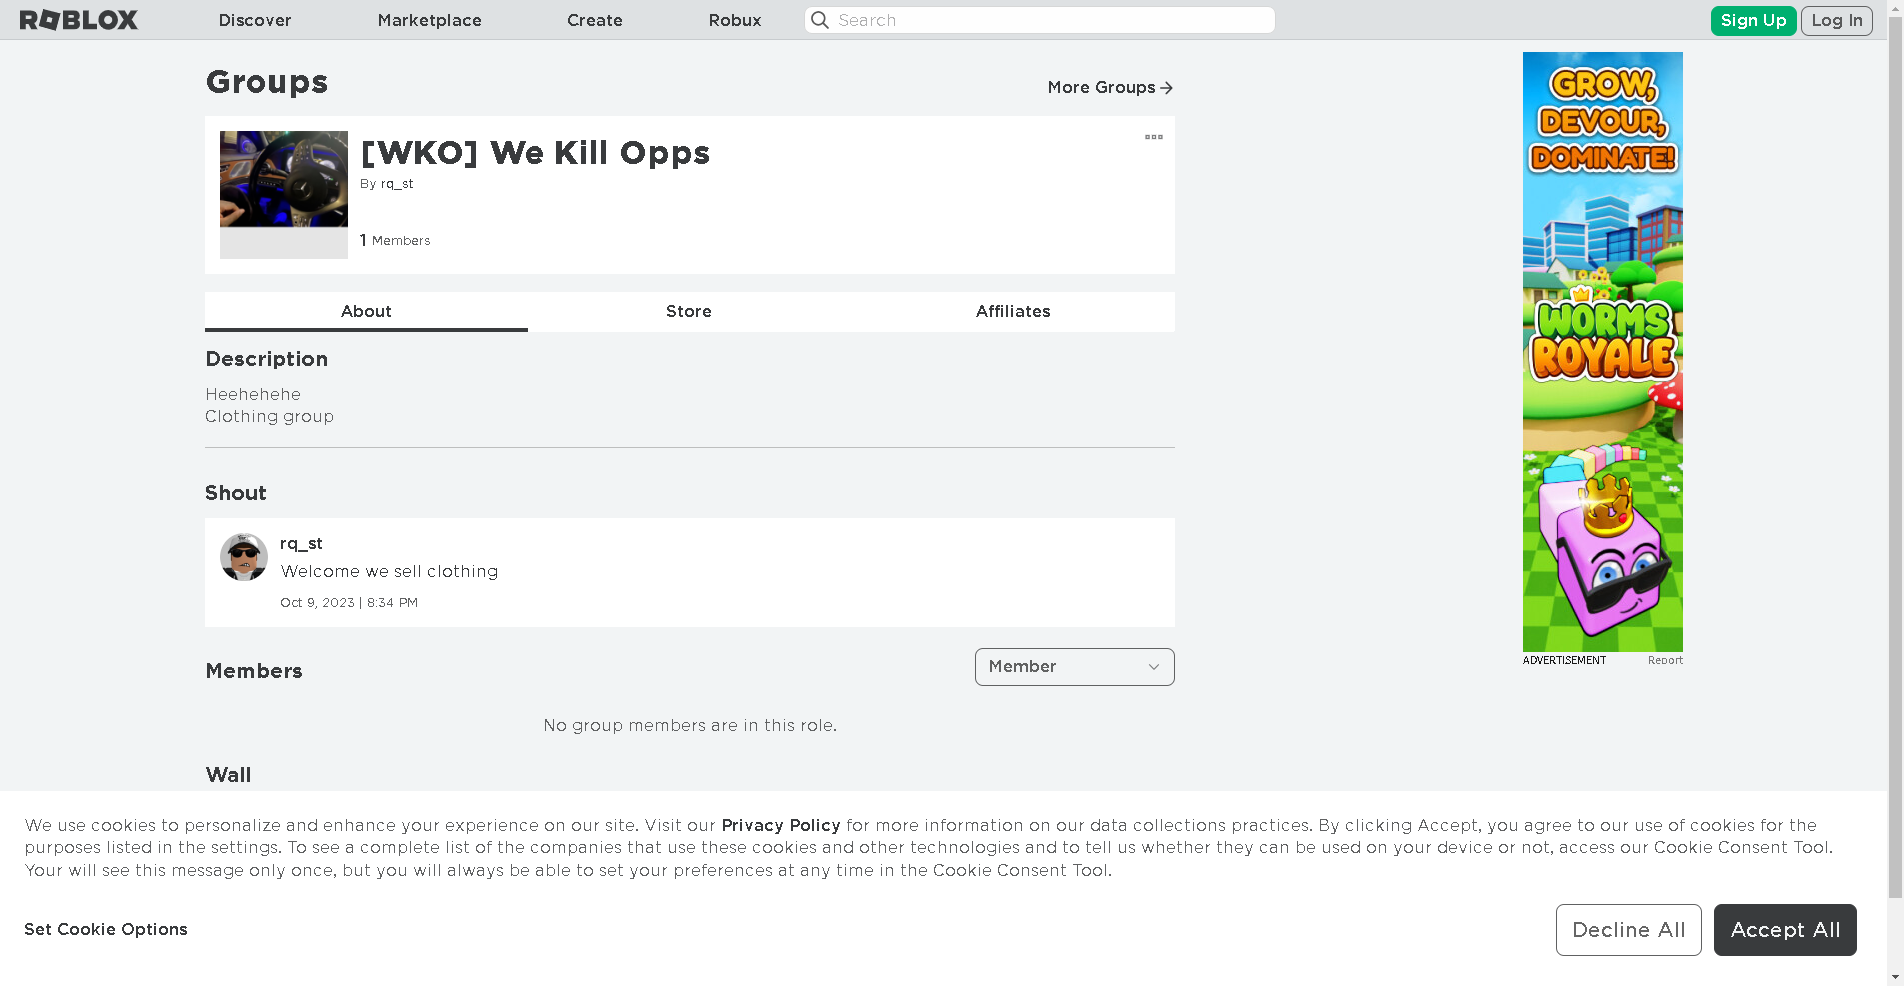 ROBLOX
Discover
Marketplace
Create
Robux
Search
Sign Up
Log In
Groups
More Groups
[WKO] We Kill Opps
By rq_st
1 Members
About
Store
Affiliates
Description
Heehehehe
Clothing group
Shout
rq_st
Welcome we sell clothing
Oct 9, 2023 | 8:34 PM
Members
Member
No group members are in this role.
Wall
GROW,
DEVOUR,
DOMINATE!
WORMS
ROYALE
ADVERTISEMENT
Report
We use cookies to personalize and enhance your experience on our site. Visit our Privacy Policy for more information on our data collections practices. By clicking Accept, you agree to our use of cookies for the
purposes listed in the settings. To see a complete list of the companies that use these cookies and other technologies and to tell us whether they can be used on your device or not, access our Cookie Consent Tool.
Your will see this message only once, but you will always be able to set your preferences at any time in the Cookie Consent Tool.
Set Cookie Options
Decline All
Accept All